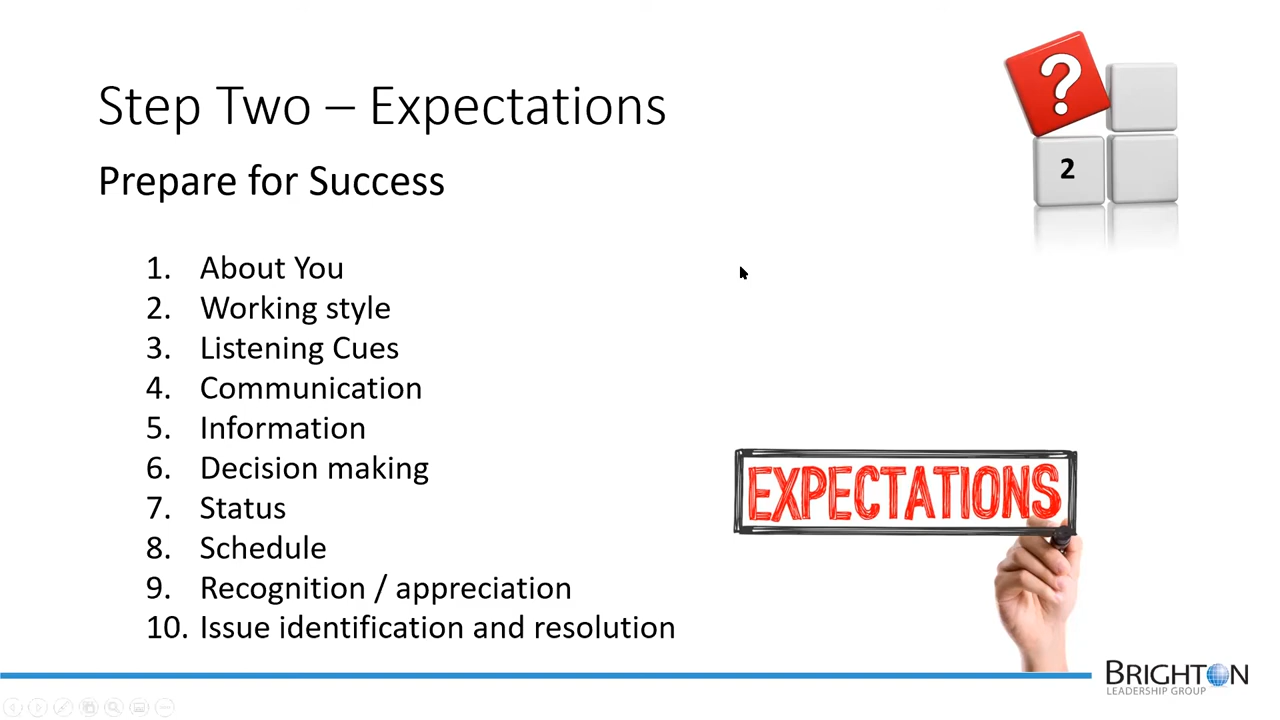 Step Two – Expectations
?
2
Prepare for Success
1. About You
2. Working style
3. Listening Cues
4. Communication
5. Information
6. Decision making
7. Status
8. Schedule
9. Recognition / appreciation
10. Issue identification and resolution
EXPECTATIONS
BRIGHTON
LEADERSHIP GROUP